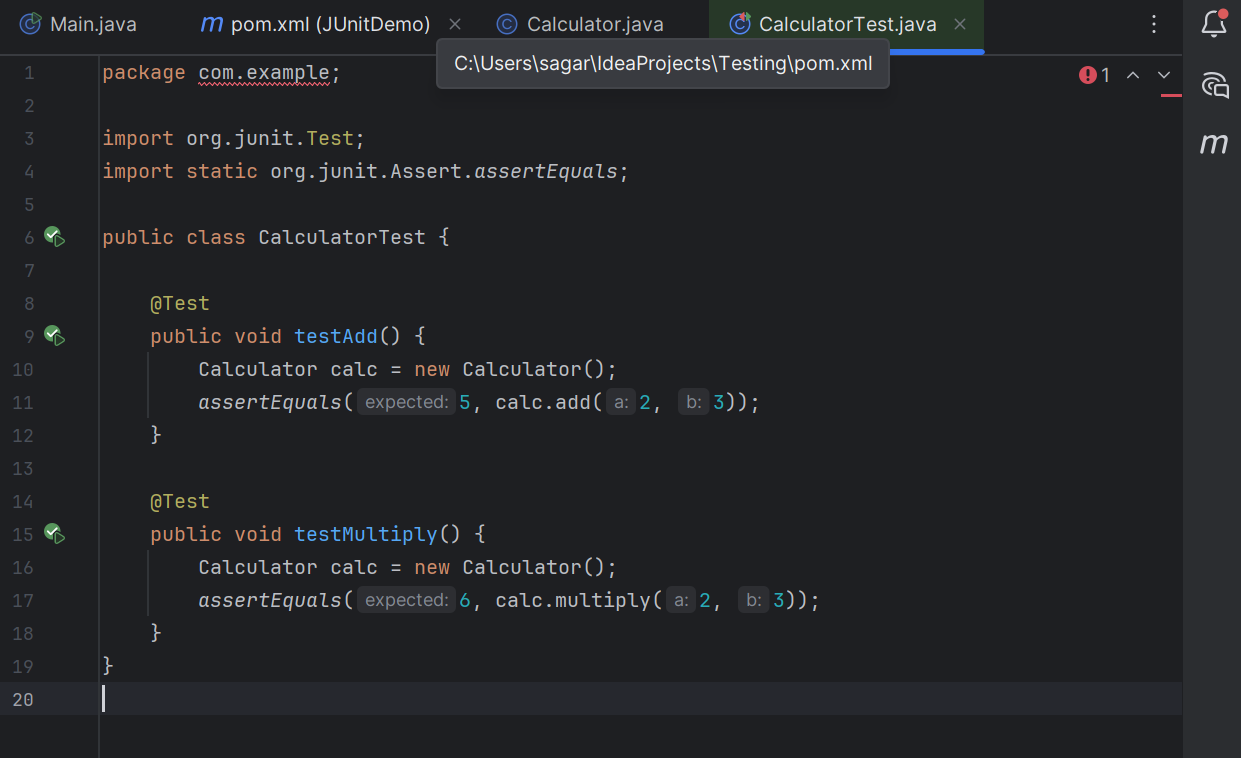 Main.java m pom.xml (JUnitDemo) Calculator.java CalculatorTest.java
C:\Users\sagar\IdeaProjects\Testing\pom.xml
1 package com.example; 1
2
3 import org.junit.Test;
4 import static org.junit.Assert.assertEquals;
5
6 public class CalculatorTest {
7
8 @Test
9 public void testAdd() {
10 Calculator calc = new Calculator();
11 assertEquals( expected: 5, calc.add( a: 2, b: 3));
12 }
13
14 @Test
15 public void testMultiply() {
16 Calculator calc = new Calculator();
17 assertEquals( expected: 6, calc.multiply( a: 2, b: 3));
18 }
19 }
20
m